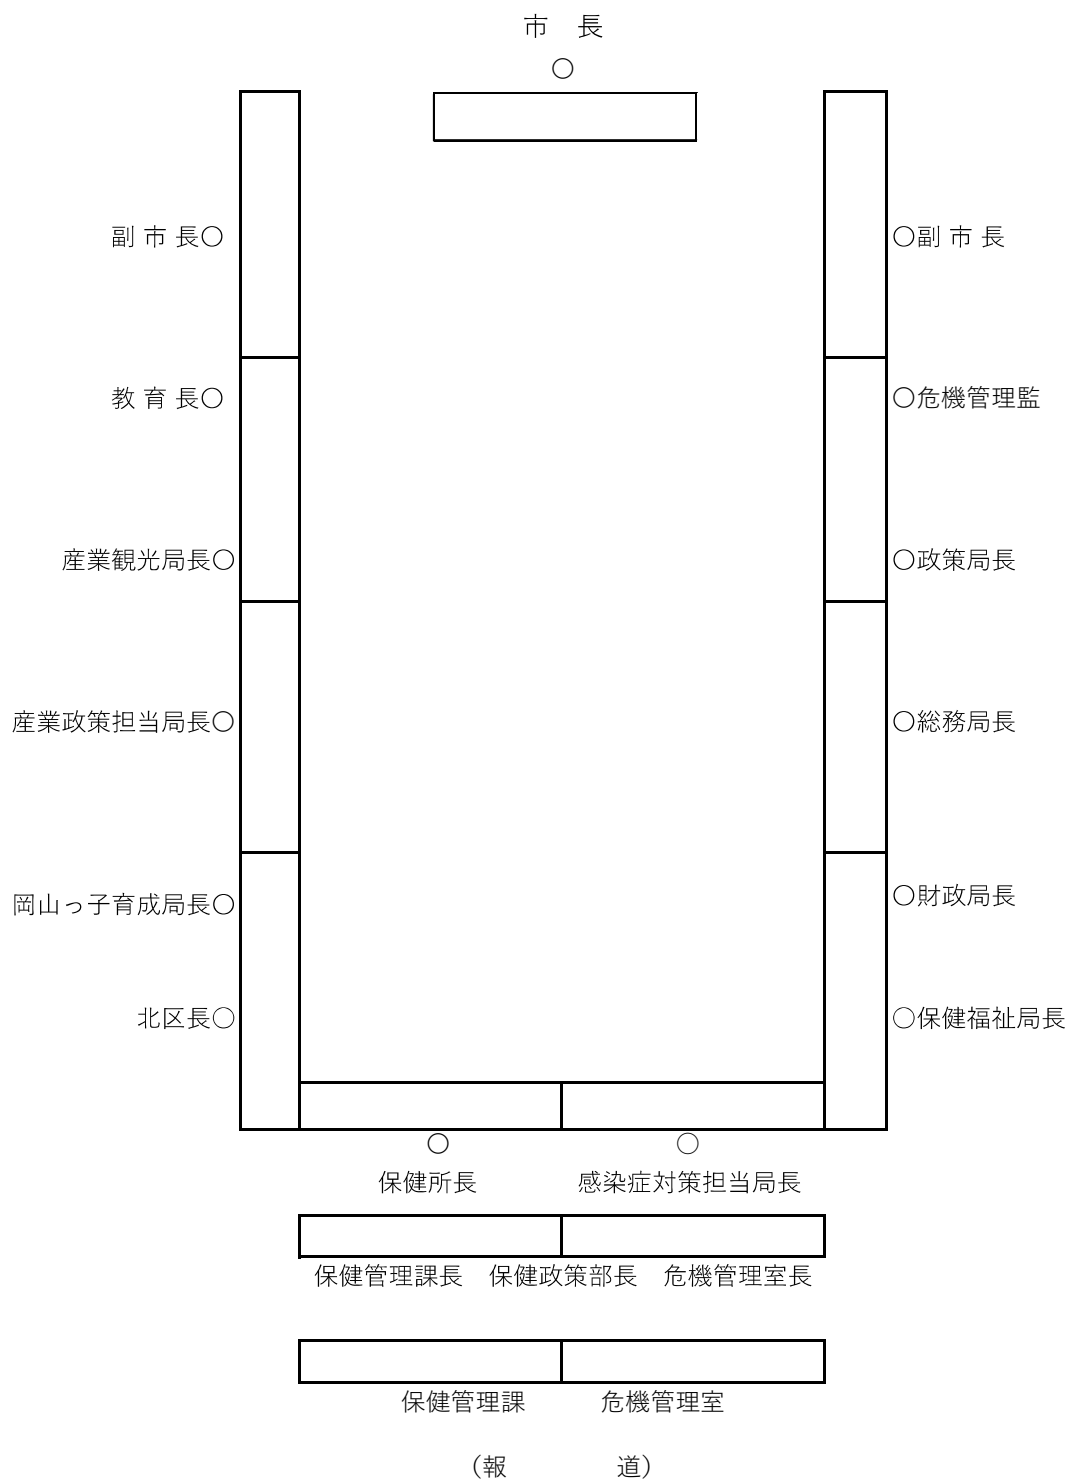 市　長
○
副 市 長○　○副 市 長
教 育 長○　○危機管理監
産業観光局長○　○政策局長
産業政策担当局長○　○総務局長
岡山っ子育成局長○　○財政局長
北区長○　○保健福祉局長
○　○
保健所長　感染症対策担当局長
保健管理課長　保健政策部長　危機管理室長
保健管理課　危機管理室
（報　　　道）